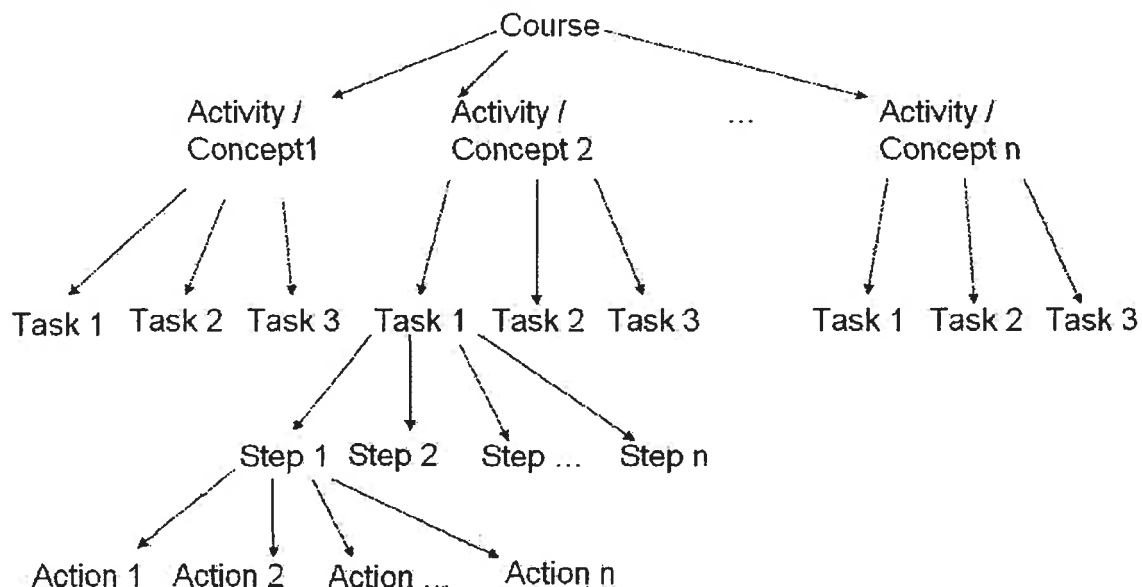 Course
Activity /
Concept1
Activity /
Concept 2
...
Activity /
Concept n
Task 1 Task 2 Task 3 Task 1 Task 2 Task 3 Task 1 Task 2 Task 3
Step 1 Step 2 Step ... Step n
Action 1 Action 2 Action ... Action n